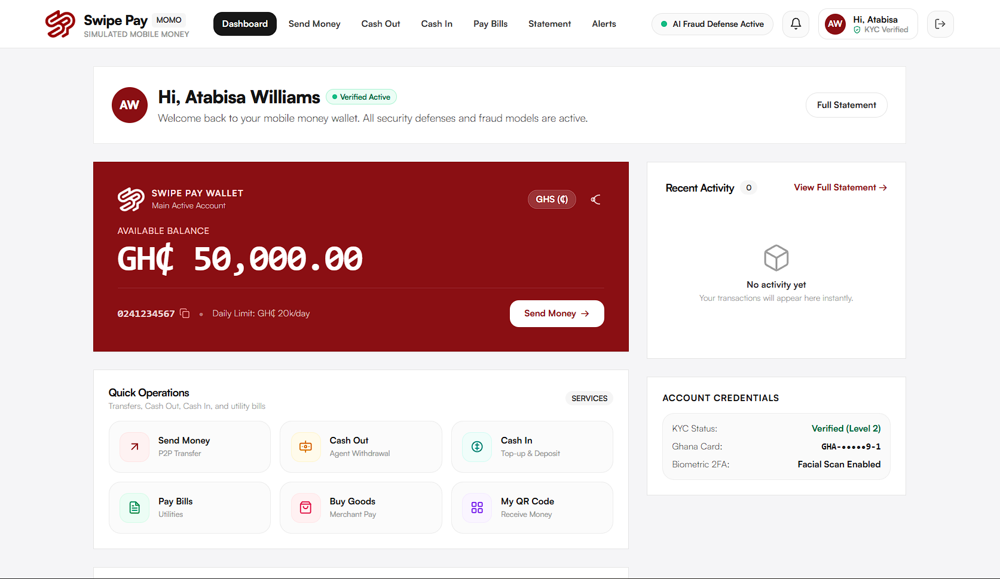 Swipe Pay MOMO
SIMULATED MOBILE MONEY
Dashboard
Send Money
Cash Out
Cash In
Pay Bills
Statement
Alerts
AI Fraud Defense Active
AW
Hi, Atabisa
KYC Verified
AW
Hi, Atabisa Williams
Verified Active
Welcome back to your mobile money wallet. All security defenses and fraud models are active.
Full Statement
SWIPE PAY WALLET
Main Active Account
GHS (₵)
AVAILABLE BALANCE
GH₵ 50,000.00
0241234567 • Daily Limit: GH₵ 20k/day
Send Money →
Recent Activity 0
View Full Statement →
No activity yet
Your transactions will appear here instantly.
Quick Operations
Transfers, Cash Out, Cash In, and utility bills
SERVICES
Send Money
P2P Transfer
Cash Out
Agent Withdrawal
Cash In
Top-up & Deposit
Pay Bills
Utilities
Buy Goods
Merchant Pay
My QR Code
Receive Money
ACCOUNT CREDENTIALS
KYC Status: Verified (Level 2)
Ghana Card: GHA-•••••9-1
Biometric 2FA: Facial Scan Enabled